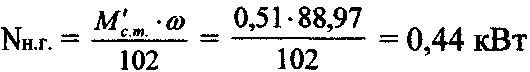 Nн.г. = M'с.т. · ω / 102 = 0,51 · 88,97 / 102 = 0,44 кВт